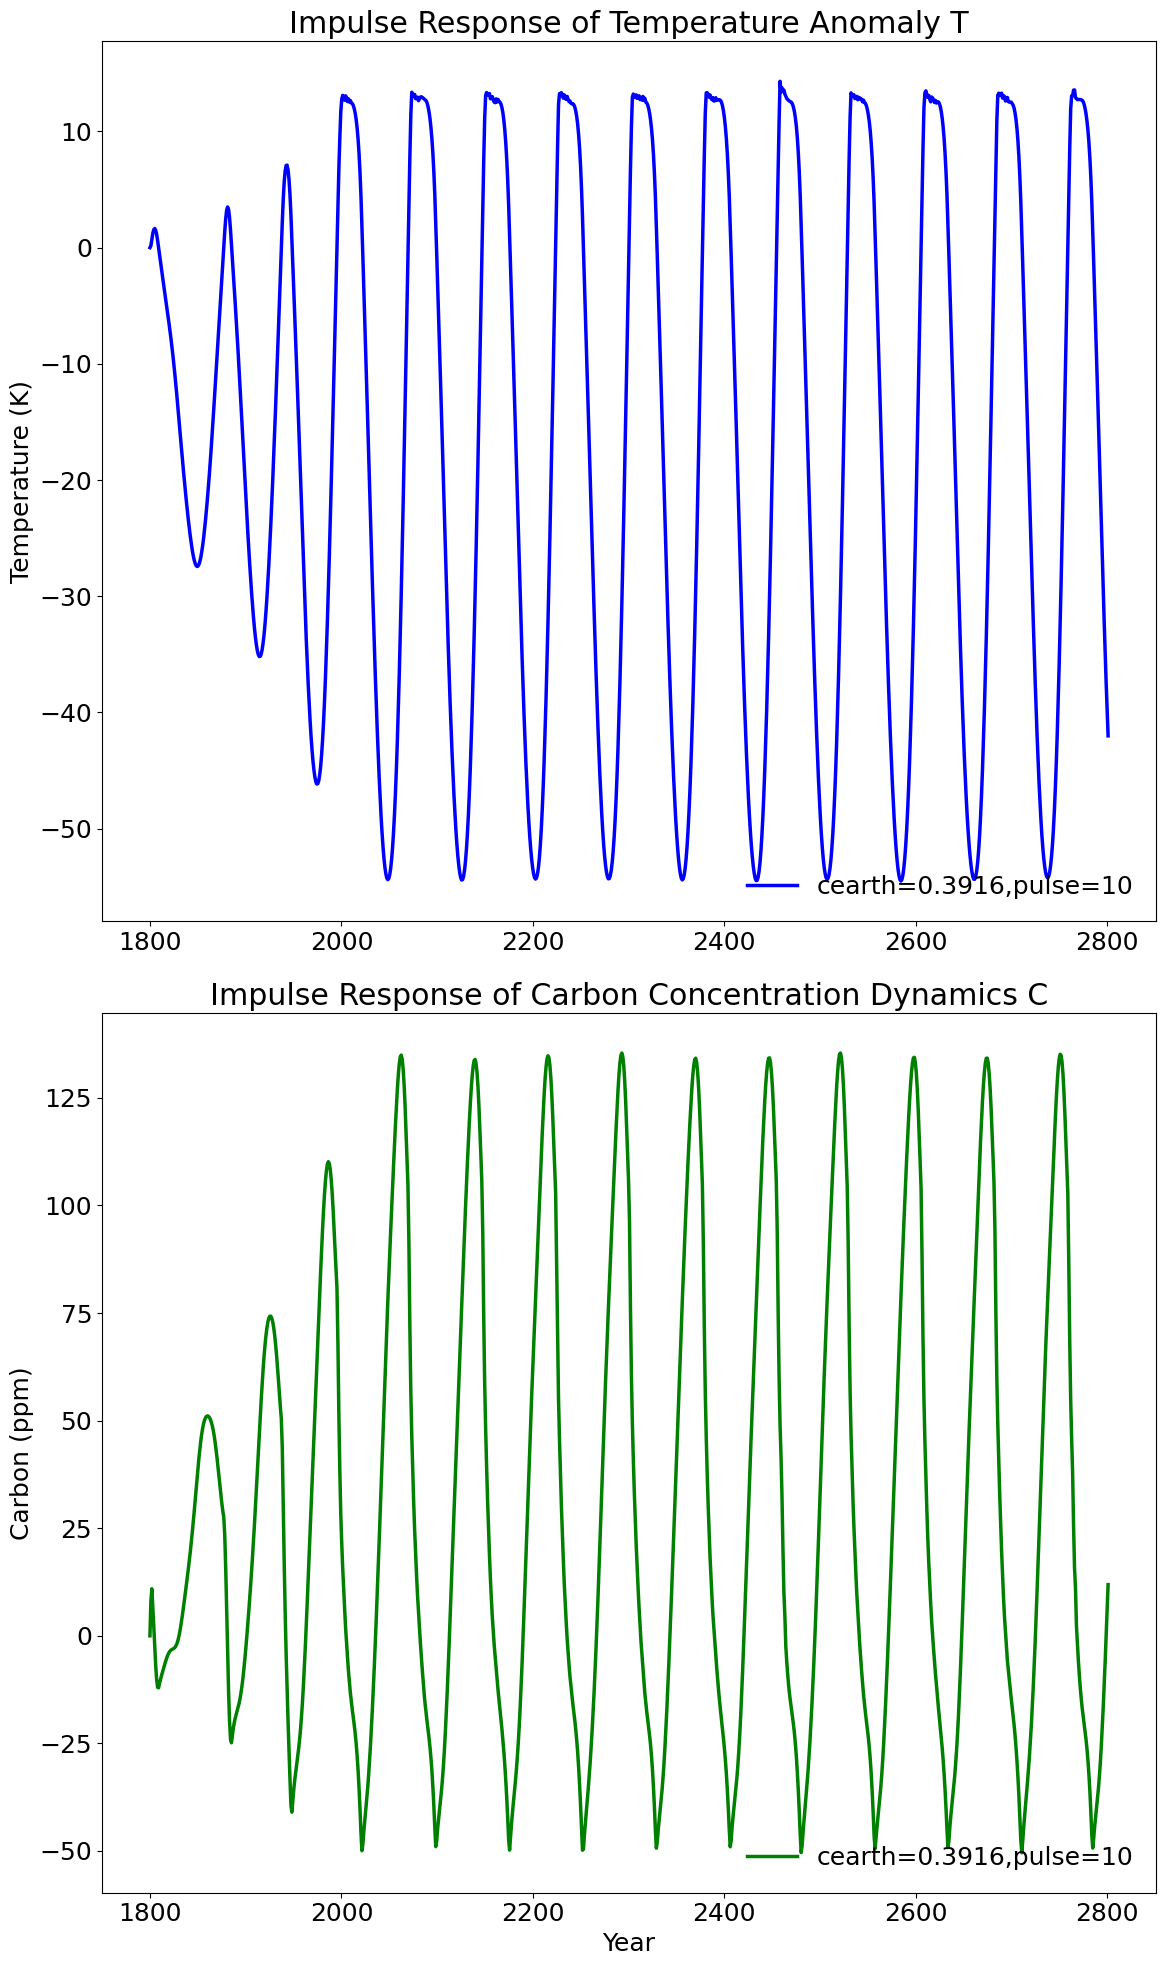 Impulse Response of Temperature Anomaly T
Temperature (K)
10
0
−10
−20
−30
−40
−50
cearth=0.3916,pulse=10
1800 2000 2200 2400 2600 2800
Impulse Response of Carbon Concentration Dynamics C
Carbon (ppm)
125
100
75
50
25
0
−25
−50
cearth=0.3916,pulse=10
1800 2000 2200 2400 2600 2800
Year